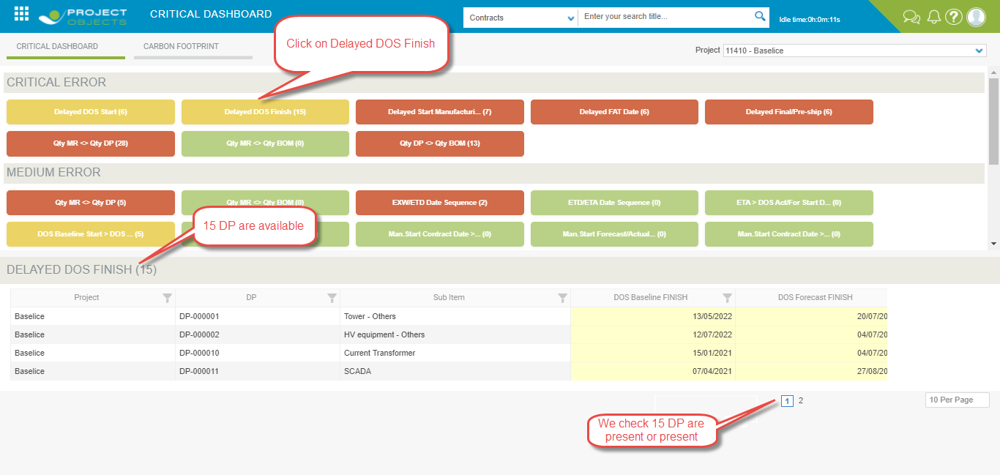 PROJECT
OBJECTS
CRITICAL DASHBOARD
Contracts
Enter your search title...
Idle time:0h:0m:11s
?
CRITICAL DASHBOARD
CARBON FOOTPRINT
Click on Delayed DOS Finish
Project
11410 - Baselice
CRITICAL ERROR
Delayed DOS Start (6)
Delayed DOS Finish (15)
Delayed Start Manufacturi... (7)
Delayed FAT Date (6)
Delayed Final/Pre-ship (6)
Qty MR <> Qty DP (28)
Qty MR <> Qty BOM (0)
Qty DP <> Qty BOM (13)
MEDIUM ERROR
Qty MR <> Qty DP (5)
Qty MR <> Qty BOM (0)
EXW/ETD Date Sequence (2)
ETD/ETA Date Sequence (0)
ETA > DOS Act/For Start D... (0)
15 DP are available
DOS Baseline Start > DOS ... (5)
Man.Start Contract Date >... (0)
Man.Start Forecast/Actual... (0)
Man.Start Contract Date >... (0)
DELAYED DOS FINISH (15)
Project
DP
Sub Item
DOS Baseline FINISH
DOS Forecast FINISH
Baselice
DP-000001
Tower - Others
13/05/2022
20/07/20
Baselice
DP-000002
HV equipment - Others
12/07/2022
04/07/20
Baselice
DP-000010
Current Transformer
15/01/2021
04/07/20
Baselice
DP-000011
SCADA
07/04/2021
27/08/20
1
2
10 Per Page
We check 15 DP are
present or present